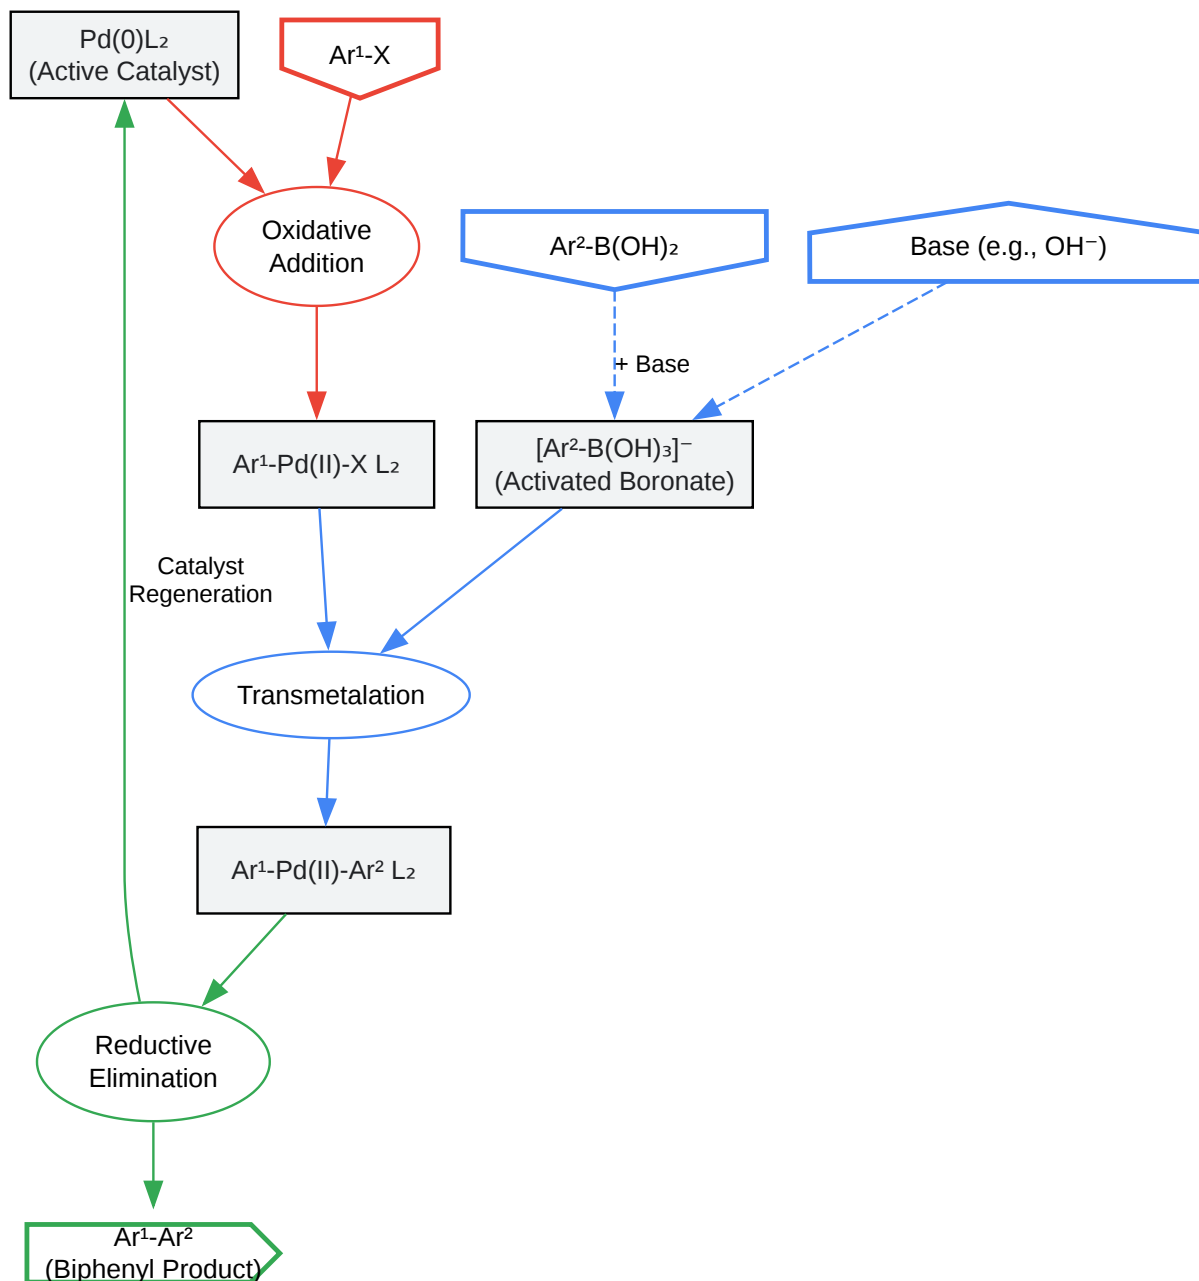 Pd(0)L₂
(Active Catalyst)
Ar¹-X
Oxidative
Addition
Ar²-B(OH)₂
Base (e.g., OH⁻)
+ Base
Ar¹-Pd(II)-X L₂
[Ar²-B(OH)₃]⁻
(Activated Boronate)
Catalyst
Regeneration
Transmetalation
Ar¹-Pd(II)-Ar² L₂
Reductive
Elimination
Ar¹-Ar²
(Biphenyl Product)